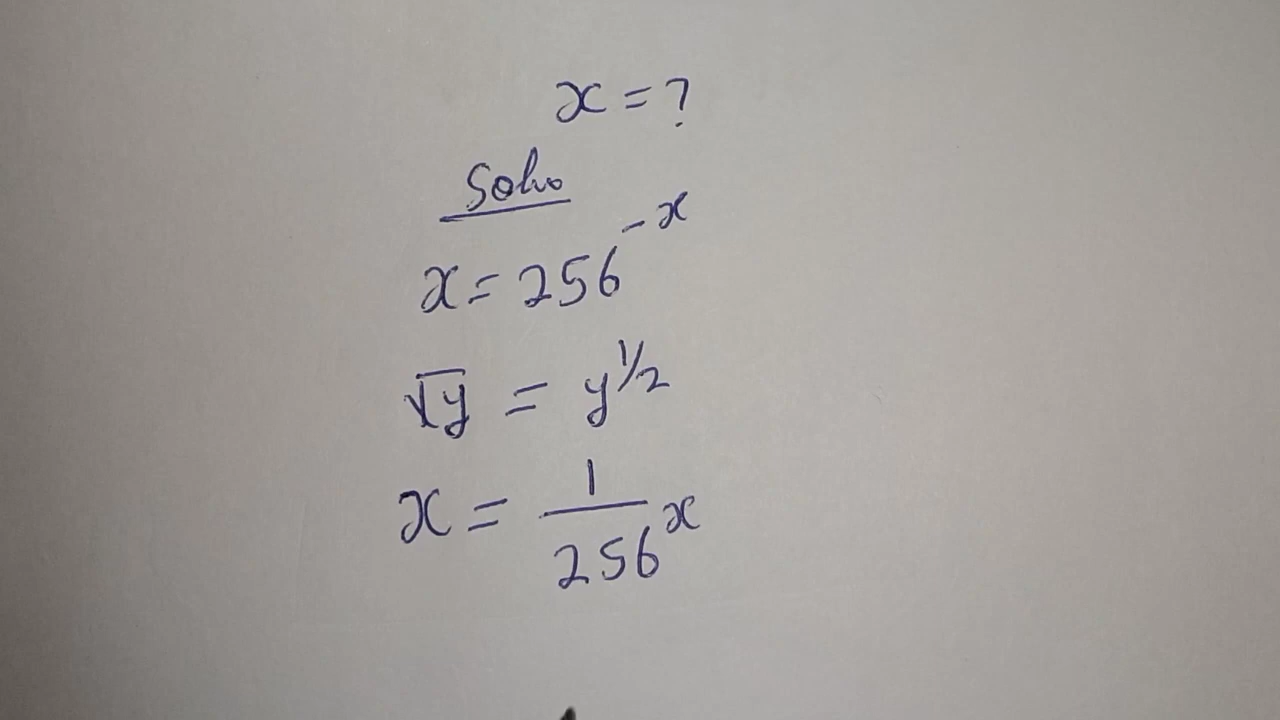 x = ?
Soln
x = 256^{-x}
√y = y^{1/2}
x = 1/256^x